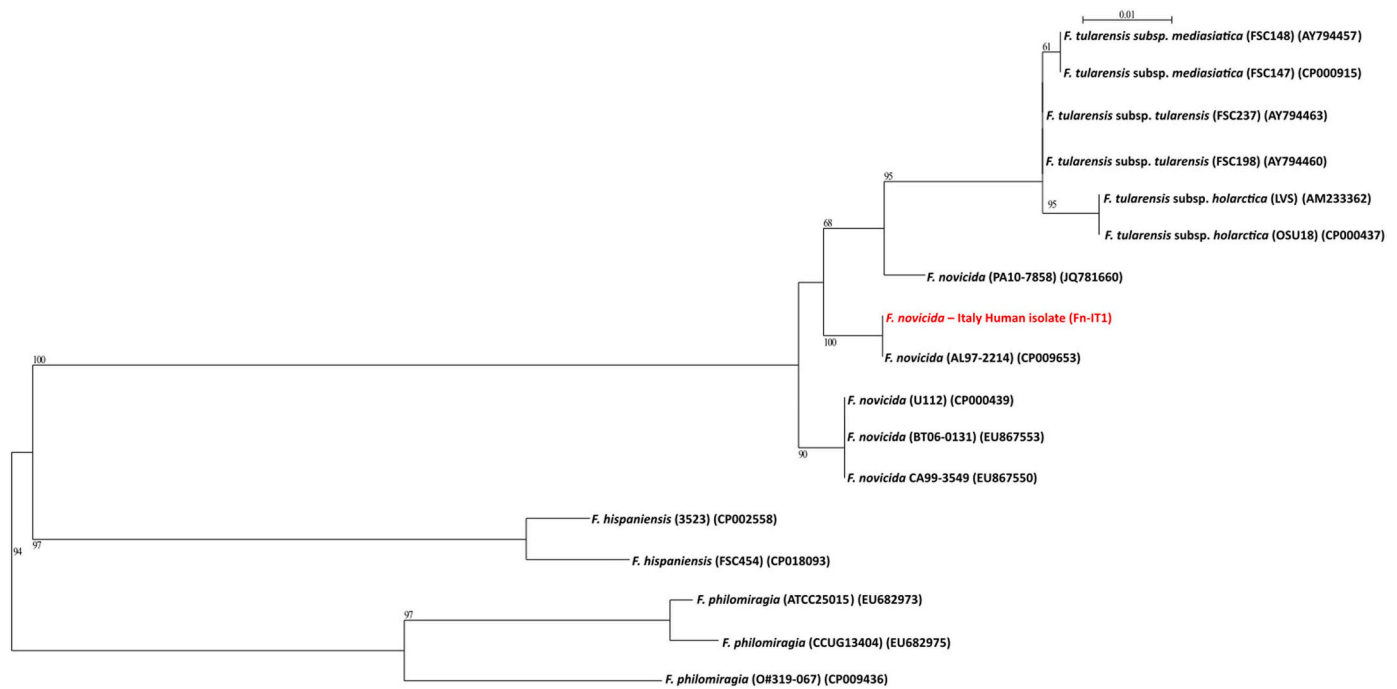 0.01
F. tularensis subsp. mediasiatica (FSC148) (AY794457)
61
F. tularensis subsp. mediasiatica (FSC147) (CP000915)
F. tularensis subsp. tularensis (FSC237) (AY794463)
F. tularensis subsp. tularensis (FSC198) (AY794460)
95
F. tularensis subsp. holarctica (LVS) (AM233362)
95
F. tularensis subsp. holarctica (OSU18) (CP000437)
68
F. novicida (PA10-7858) (JQ781660)
F. novicida – Italy Human isolate (Fn-IT1)
100
F. novicida (AL97-2214) (CP009653)
100
F. novicida (U112) (CP000439)
F. novicida (BT06-0131) (EU867553)
90
F. novicida CA99-3549 (EU867550)
F. hispaniensis (3523) (CP002558)
97
94
F. hispaniensis (FSC454) (CP018093)
F. philomiragia (ATCC25015) (EU682973)
97
F. philomiragia (CCUG13404) (EU682975)
F. philomiragia (O#319-067) (CP009436)